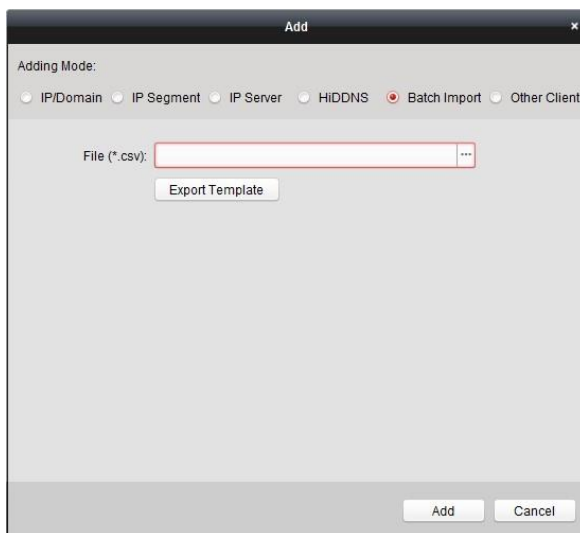 Add
Adding Mode:
IP/Domain IP Segment IP Server HiDDNS Batch Import Other Client
File (*.csv):
Export Template
Add Cancel